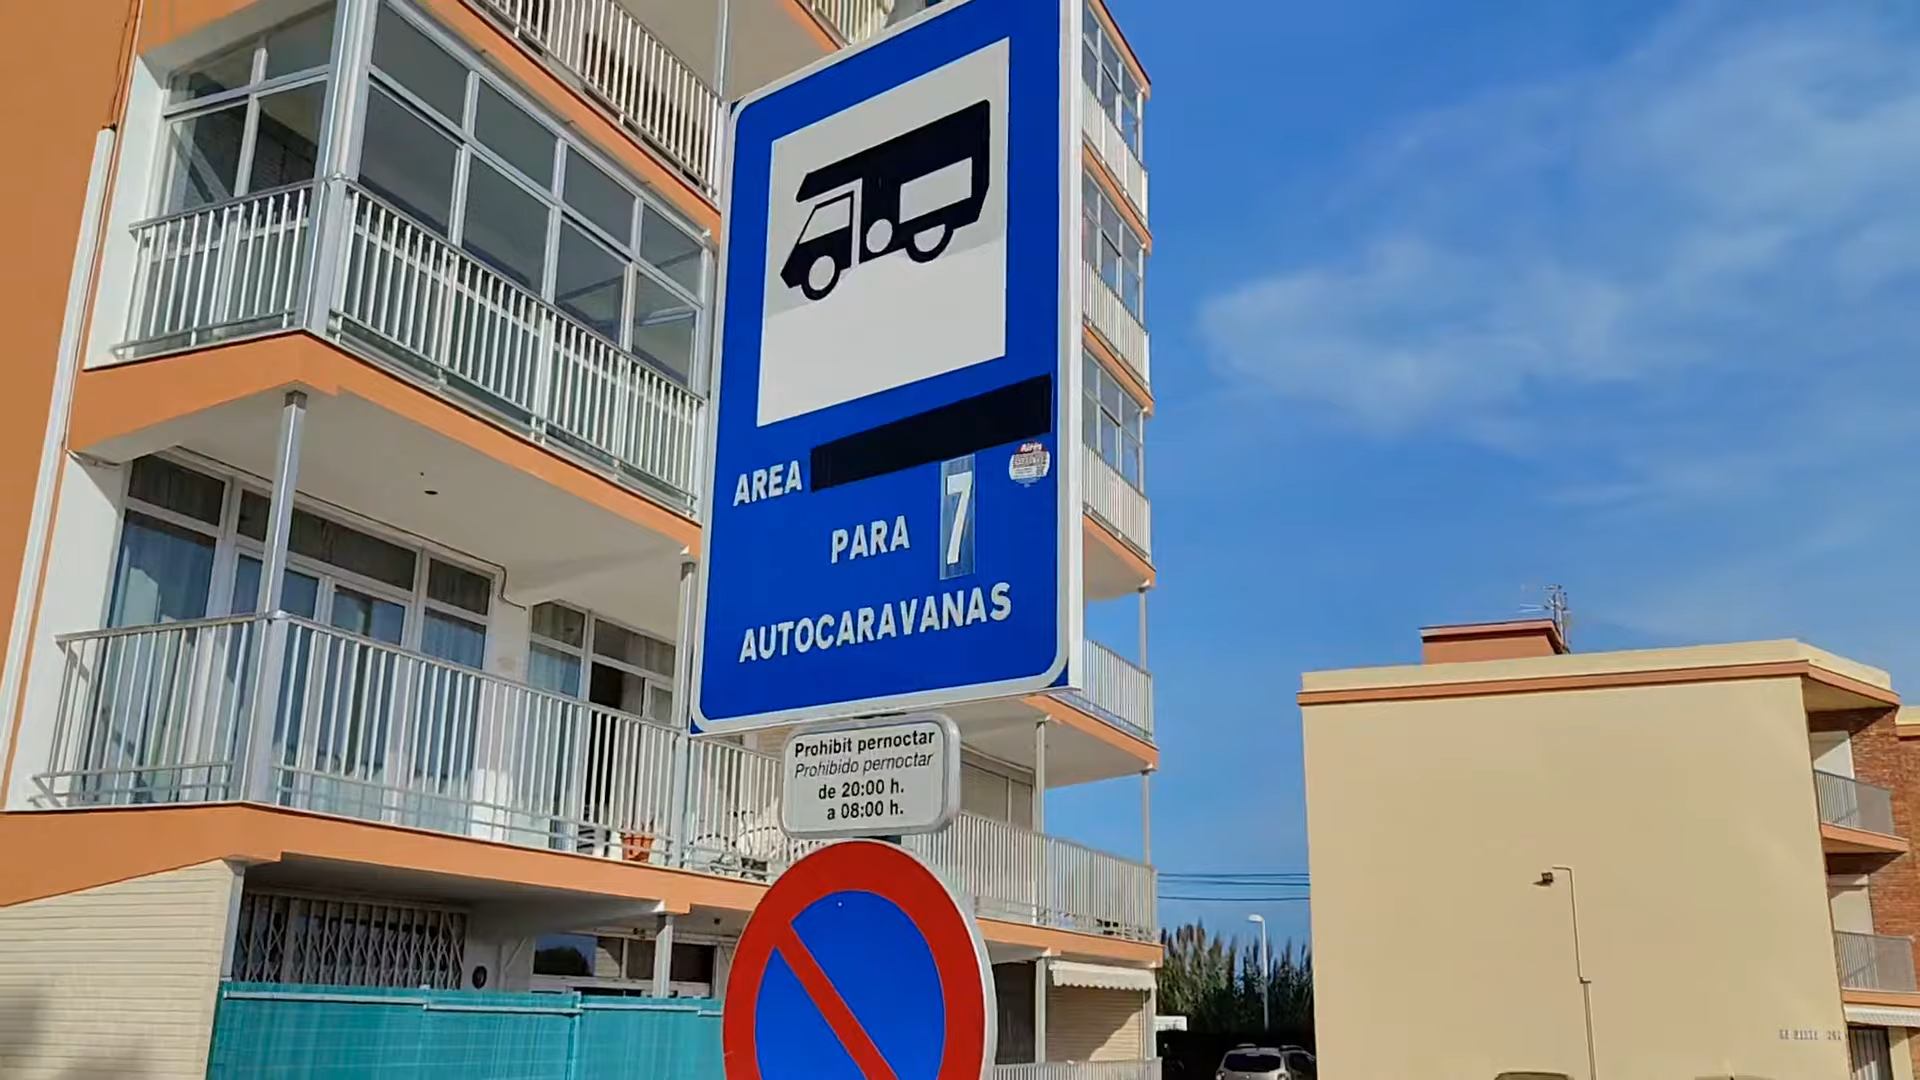 AREA
PARA 7
AUTOCARAVANAS
Prohibit pernoctar
Prohibido pernoctar
de 20:00 h.
a 08:00 h.